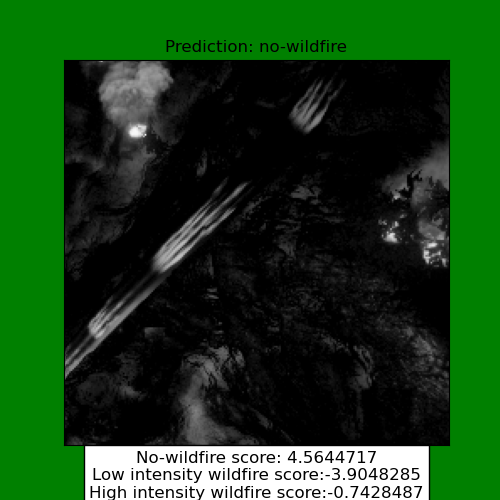 Prediction: no-wildfire
No-wildfire score: 4.5644717
Low intensity wildfire score:-3.9048285
High intensity wildfire score:-0.7428487